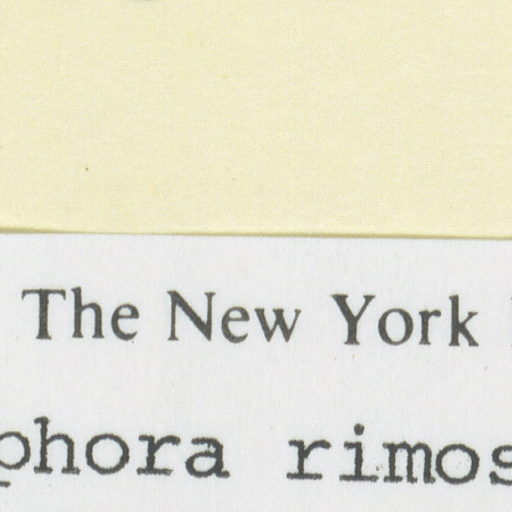 The New York
phora rimos